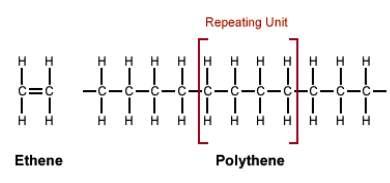 Repeating Unit
H H H H H H H H H H H H H
C=C -C-C-C-C-C-C-C-C-C-C-C-
H H H H H H H H H H H H H
Ethene Polythene